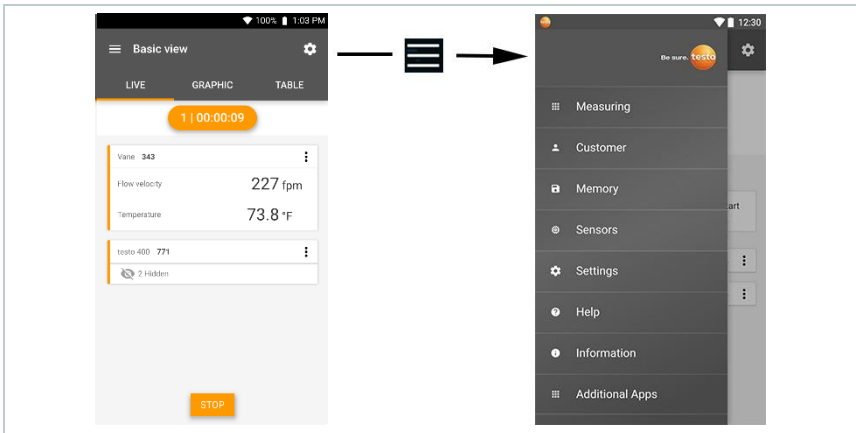 100% 1:03 PM
Basic view
LIVE GRAPHIC TABLE
1 | 00:00:09
Vane 343
Flow velocity 227 fpm
Temperature 73.8 °F
testo 400 771
2 Hidden
STOP
12:30
Be sure. testo
Measuring
Customer
Memory
Sensors
Settings
Help
Information
Additional Apps